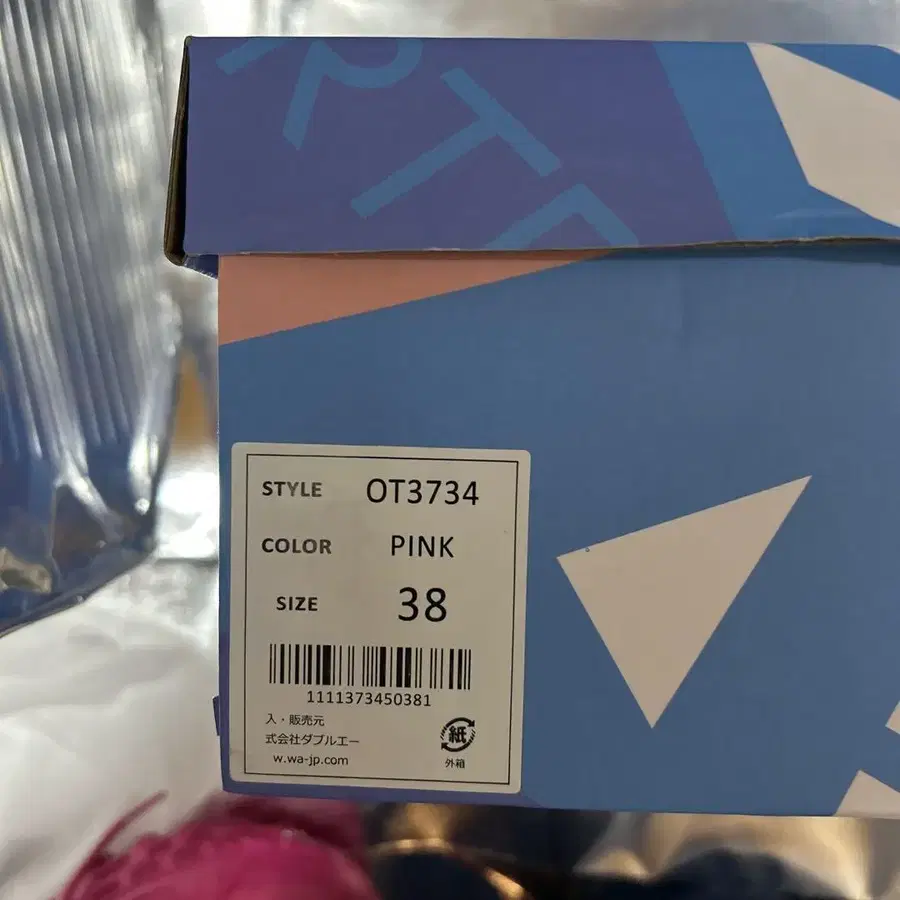 RTE
STYLE OT3734
COLOR PINK
SIZE 38
1111373450381
入・販売元
式会社ダブルエー
w.wa-jp.com
紙
外箱